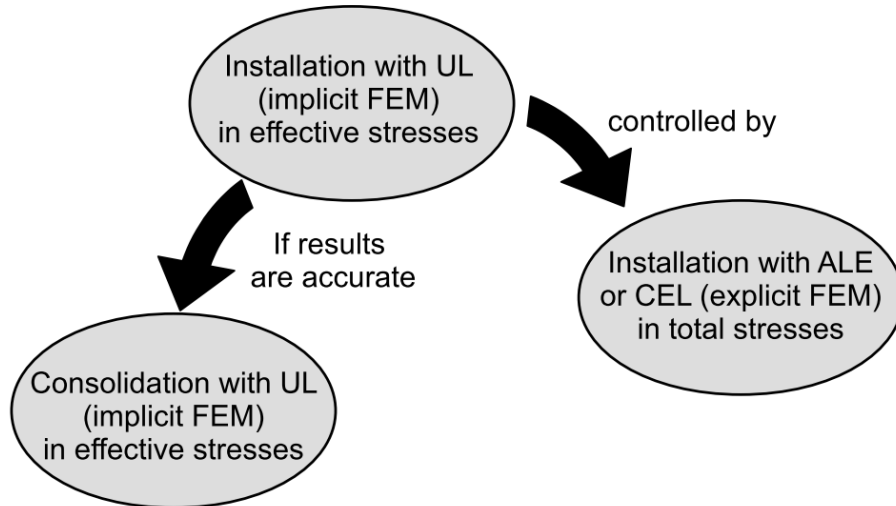 Installation with UL
(implicit FEM)
in effective stresses
controlled by
If results
are accurate
Installation with ALE
or CEL (explicit FEM)
in total stresses
Consolidation with UL
(implicit FEM)
in effective stresses